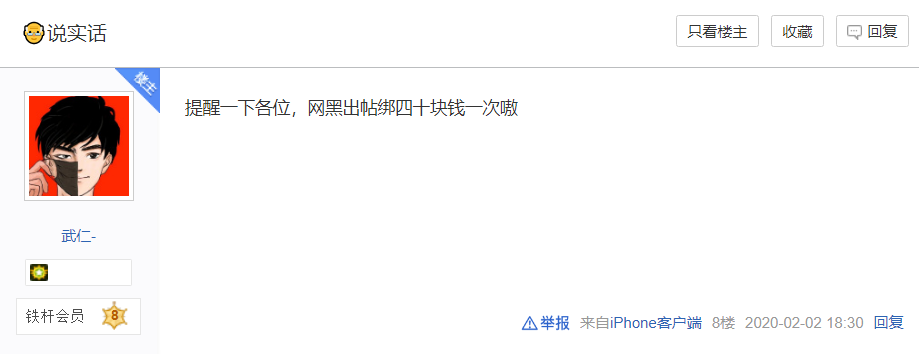 说实话
只看楼主
收藏
回复
楼主
提醒一下各位，网黑出帖绑四十块钱一次嗷
武仁-
铁杆会员 8
举报 来自iPhone客户端 8楼 2020-02-02 18:30 回复